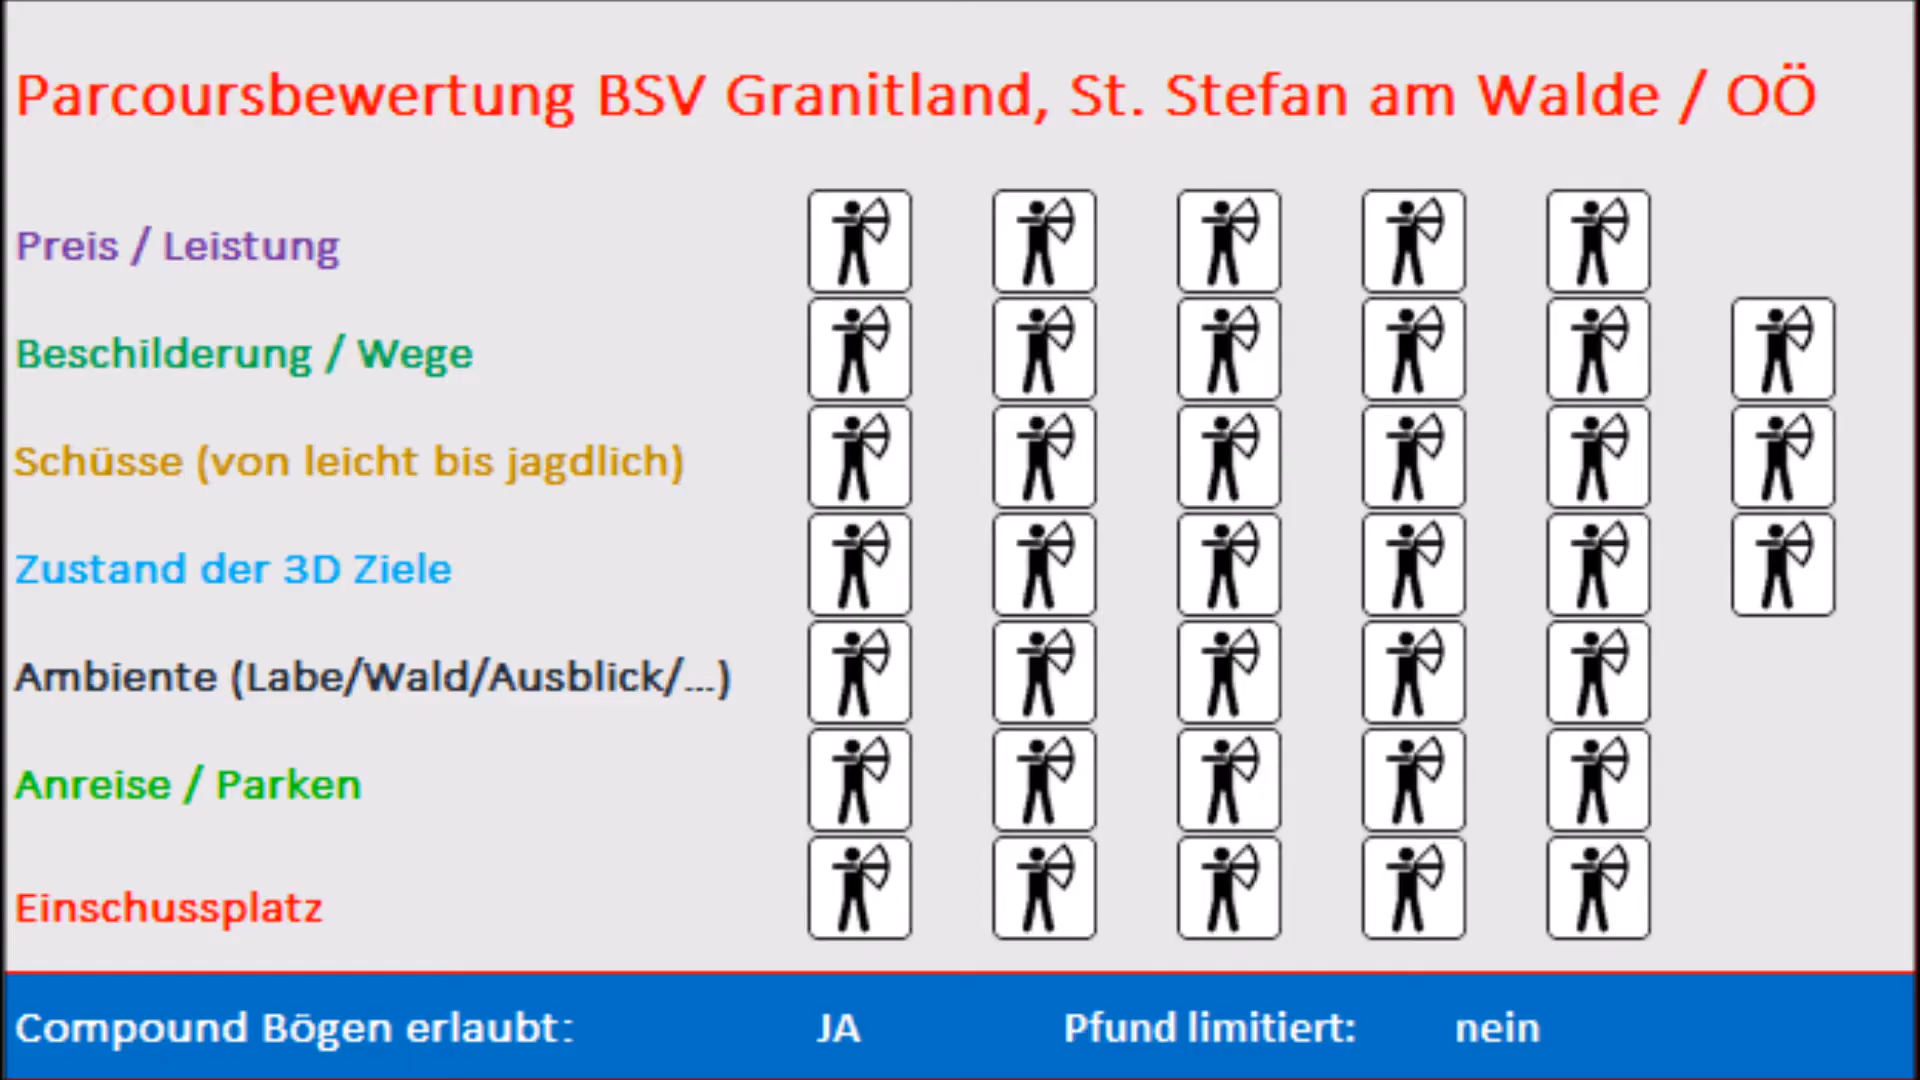 Parcoursbewertung BSV Granitland, St. Stefan am Walde / OÖ
Preis / Leistung
Beschilderung / Wege
Schüsse (von leicht bis jagdlich)
Zustand der 3D Ziele
Ambiente (Labe/Wald/Ausblick/...)
Anreise / Parken
Einschussplatz
Compound Bögen erlaubt: JA Pfund limitiert: nein